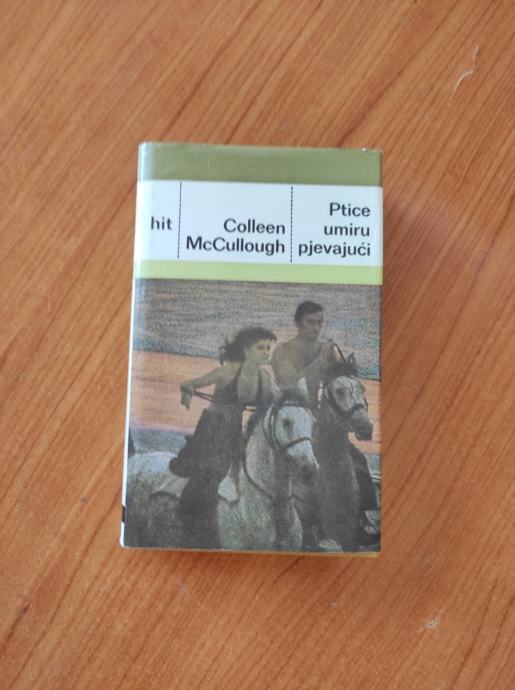 hit
Colleen
McCullough
Ptice
umiru
pjevajući